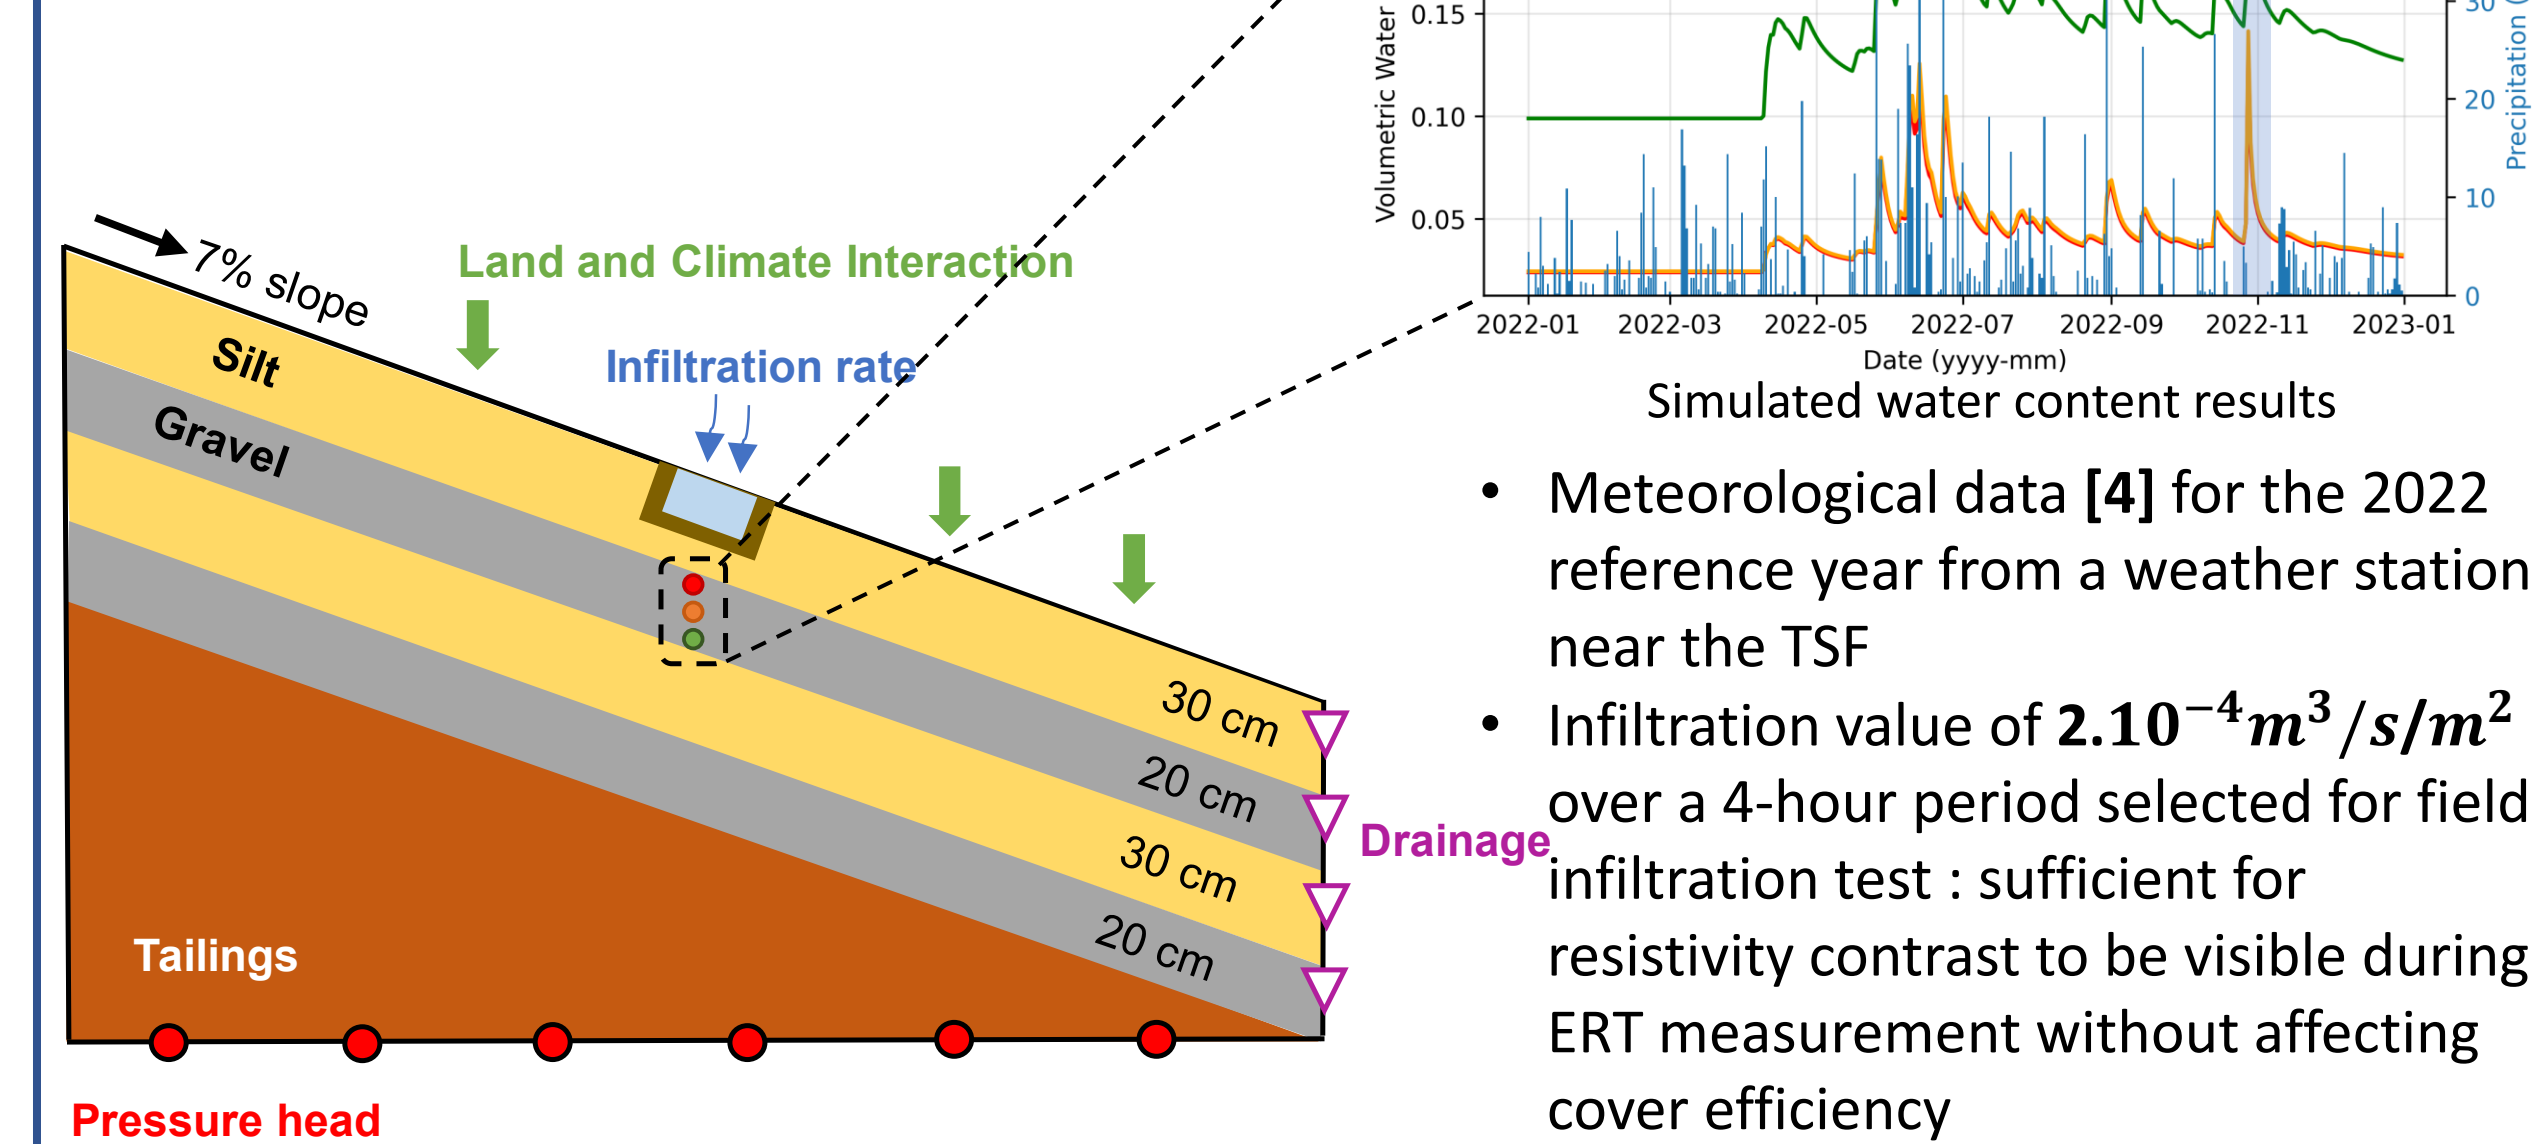 0.15
0.10
0.05
Volumetric Water
30
20
10
0
Precipitation (
2022-01 2022-03 2022-05 2022-07 2022-09 2022-11 2023-01
Date (yyyy-mm)
Simulated water content results
7% slope
Land and Climate Interaction
Infiltration rate
Silt
Gravel
30 cm
20 cm
30 cm
20 cm
Drainage
Tailings
Pressure head
• Meteorological data [4] for the 2022
reference year from a weather station
near the TSF
• Infiltration value of 2.10⁻⁴m³/s/m²
over a 4-hour period selected for field
infiltration test : sufficient for
resistivity contrast to be visible during
ERT measurement without affecting
cover efficiency